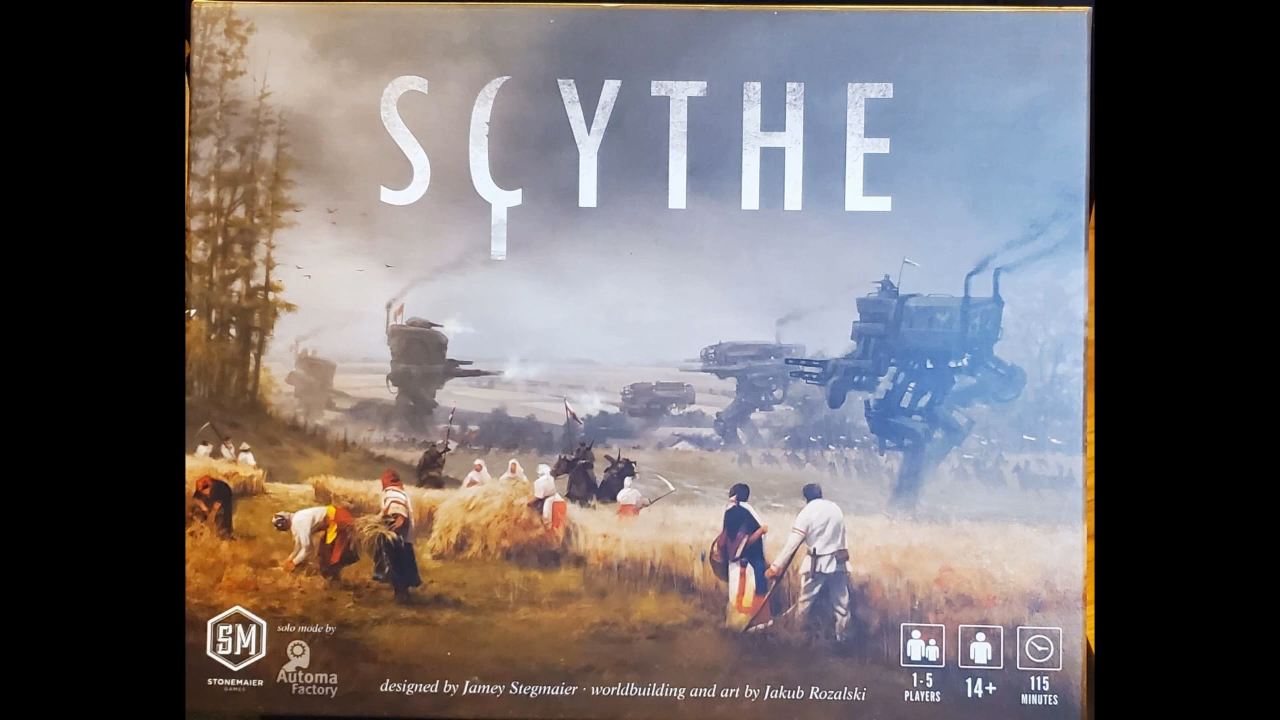 SCYTHE
SM
STONEMAIER
GAMES
solo mode by
Automa
Factory
designed by Jamey Stegmaier · worldbuilding and art by Jakub Rozalski
1-5
PLAYERS
14+
115
MINUTES